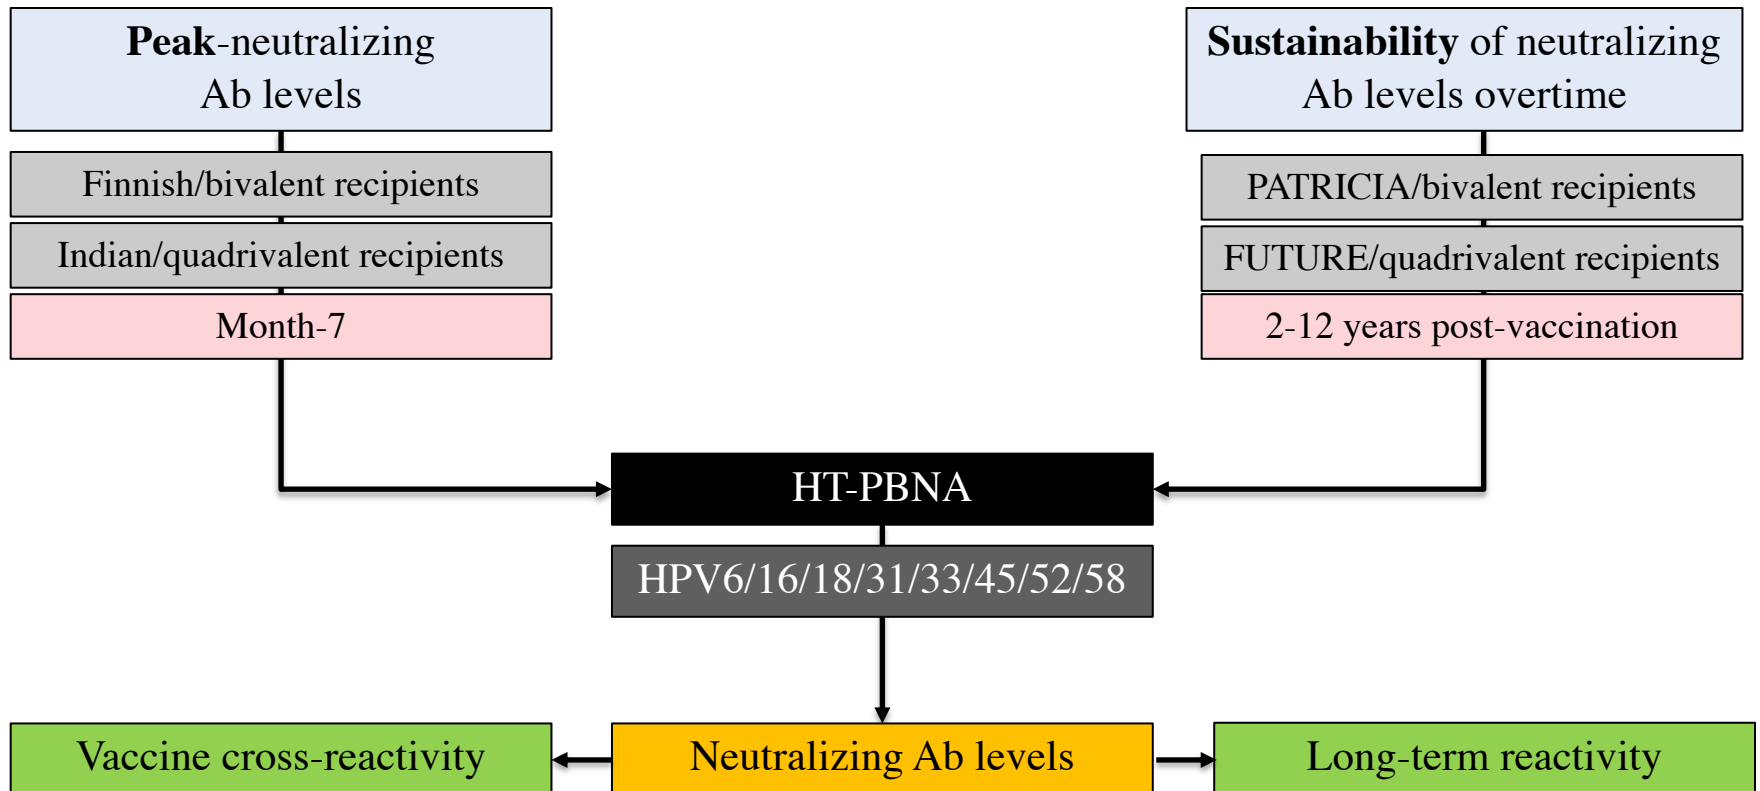 Peak-neutralizing
Ab levels
Finnish/bivalent recipients
Indian/quadrivalent recipients
Month-7
Sustainability of neutralizing
Ab levels overtime
PATRICIA/bivalent recipients
FUTURE/quadrivalent recipients
2-12 years post-vaccination
HT-PBNA
HPV6/16/18/31/33/45/52/58
Vaccine cross-reactivity
Neutralizing Ab levels
Long-term reactivity